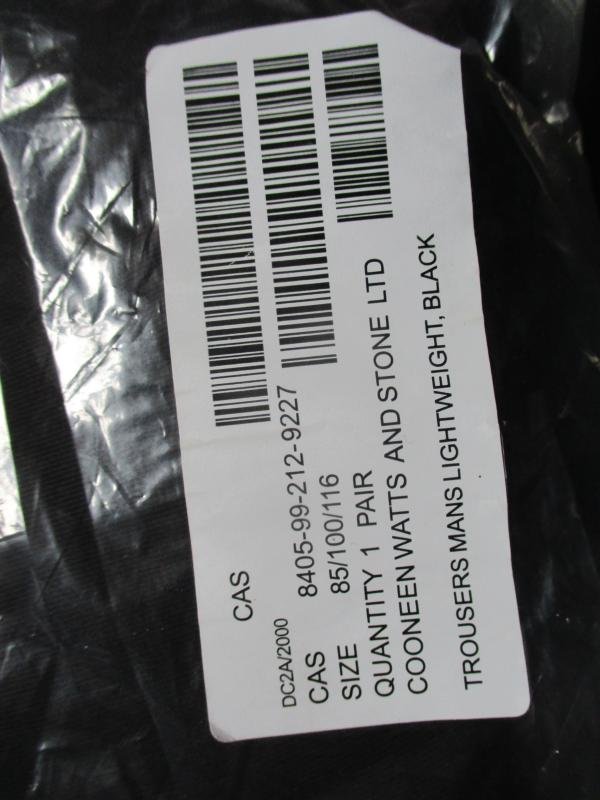 CAS
DC2A/2000
CAS 8405-99-212-9227
SIZE 85/100/116
QUANTITY 1 PAIR
COONEEN WATTS AND STONE LTD
TROUSERS MANS LIGHTWEIGHT, BLACK